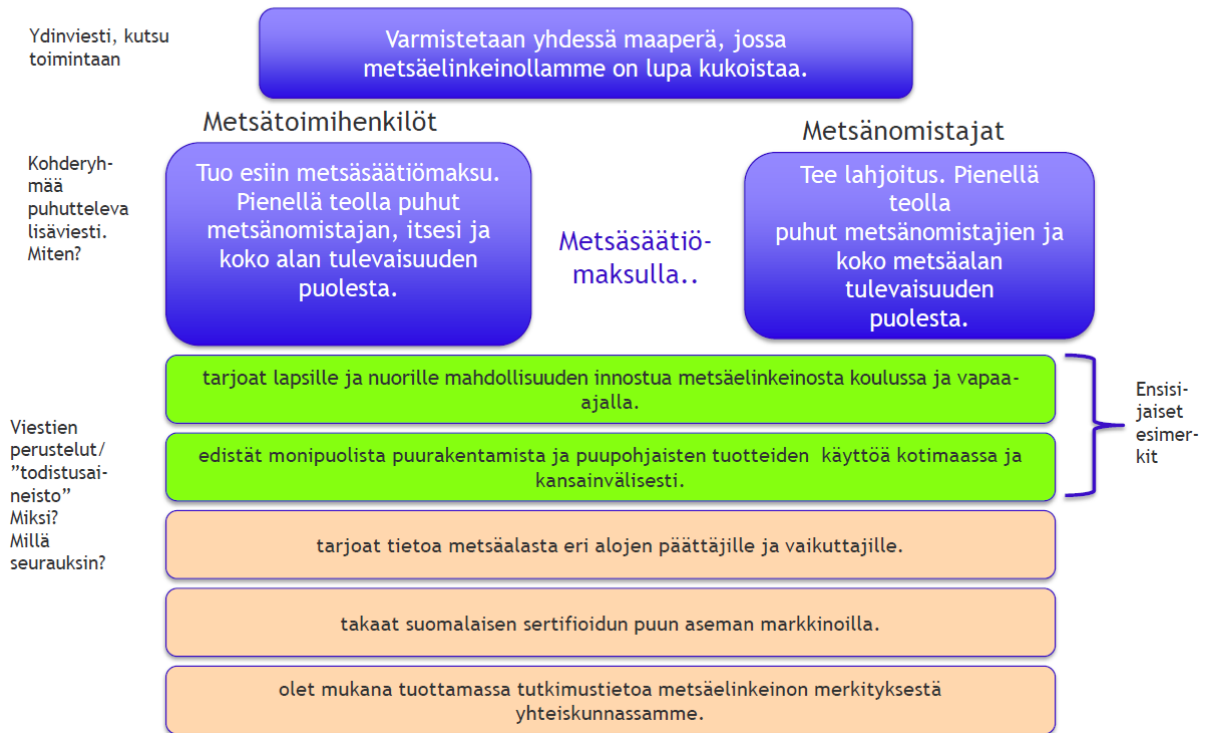 Ydinviesti, kutsu
toimintaan
Varmistetaan yhdessä maaperä, jossa
metsäelinkeinollamme on lupa kukoistaa.
Metsätoimihenkilöt
Metsänomistajat
Kohderyh-
mää
puhutteleva
lisäviesti.
Miten?
Tuo esiin metsäsäätiömaksu.
Pienellä teolla puhut
metsänomistajan, itsesi ja
koko alan tulevaisuuden
puolesta.
Metsäsäätiö-
maksulla..
Tee lahjoitus. Pienellä
teolla
puhut metsänomistajien ja
koko metsäalan
tulevaisuuden
puolesta.
Viestien
perustelut/
”todistusai-
neisto”
Miksi?
Millä
seurauksin?
tarjoat lapsille ja nuorille mahdollisuuden innostua metsäelinkeinosta koulussa ja vapaa-
ajalla.
edistät monipuolista puurakentamista ja puupohjaisten tuotteiden käyttöä kotimaassa ja
kansainvälisesti.
Ensisi-
jaiset
esimer-
kit
tarjoat tietoa metsäalasta eri alojen päättäjille ja vaikuttajille.
takaat suomalaisen sertifioidun puun aseman markkinoilla.
olet mukana tuottamassa tutkimustietoa metsäelinkeinon merkityksestä
yhteiskunnassamme.